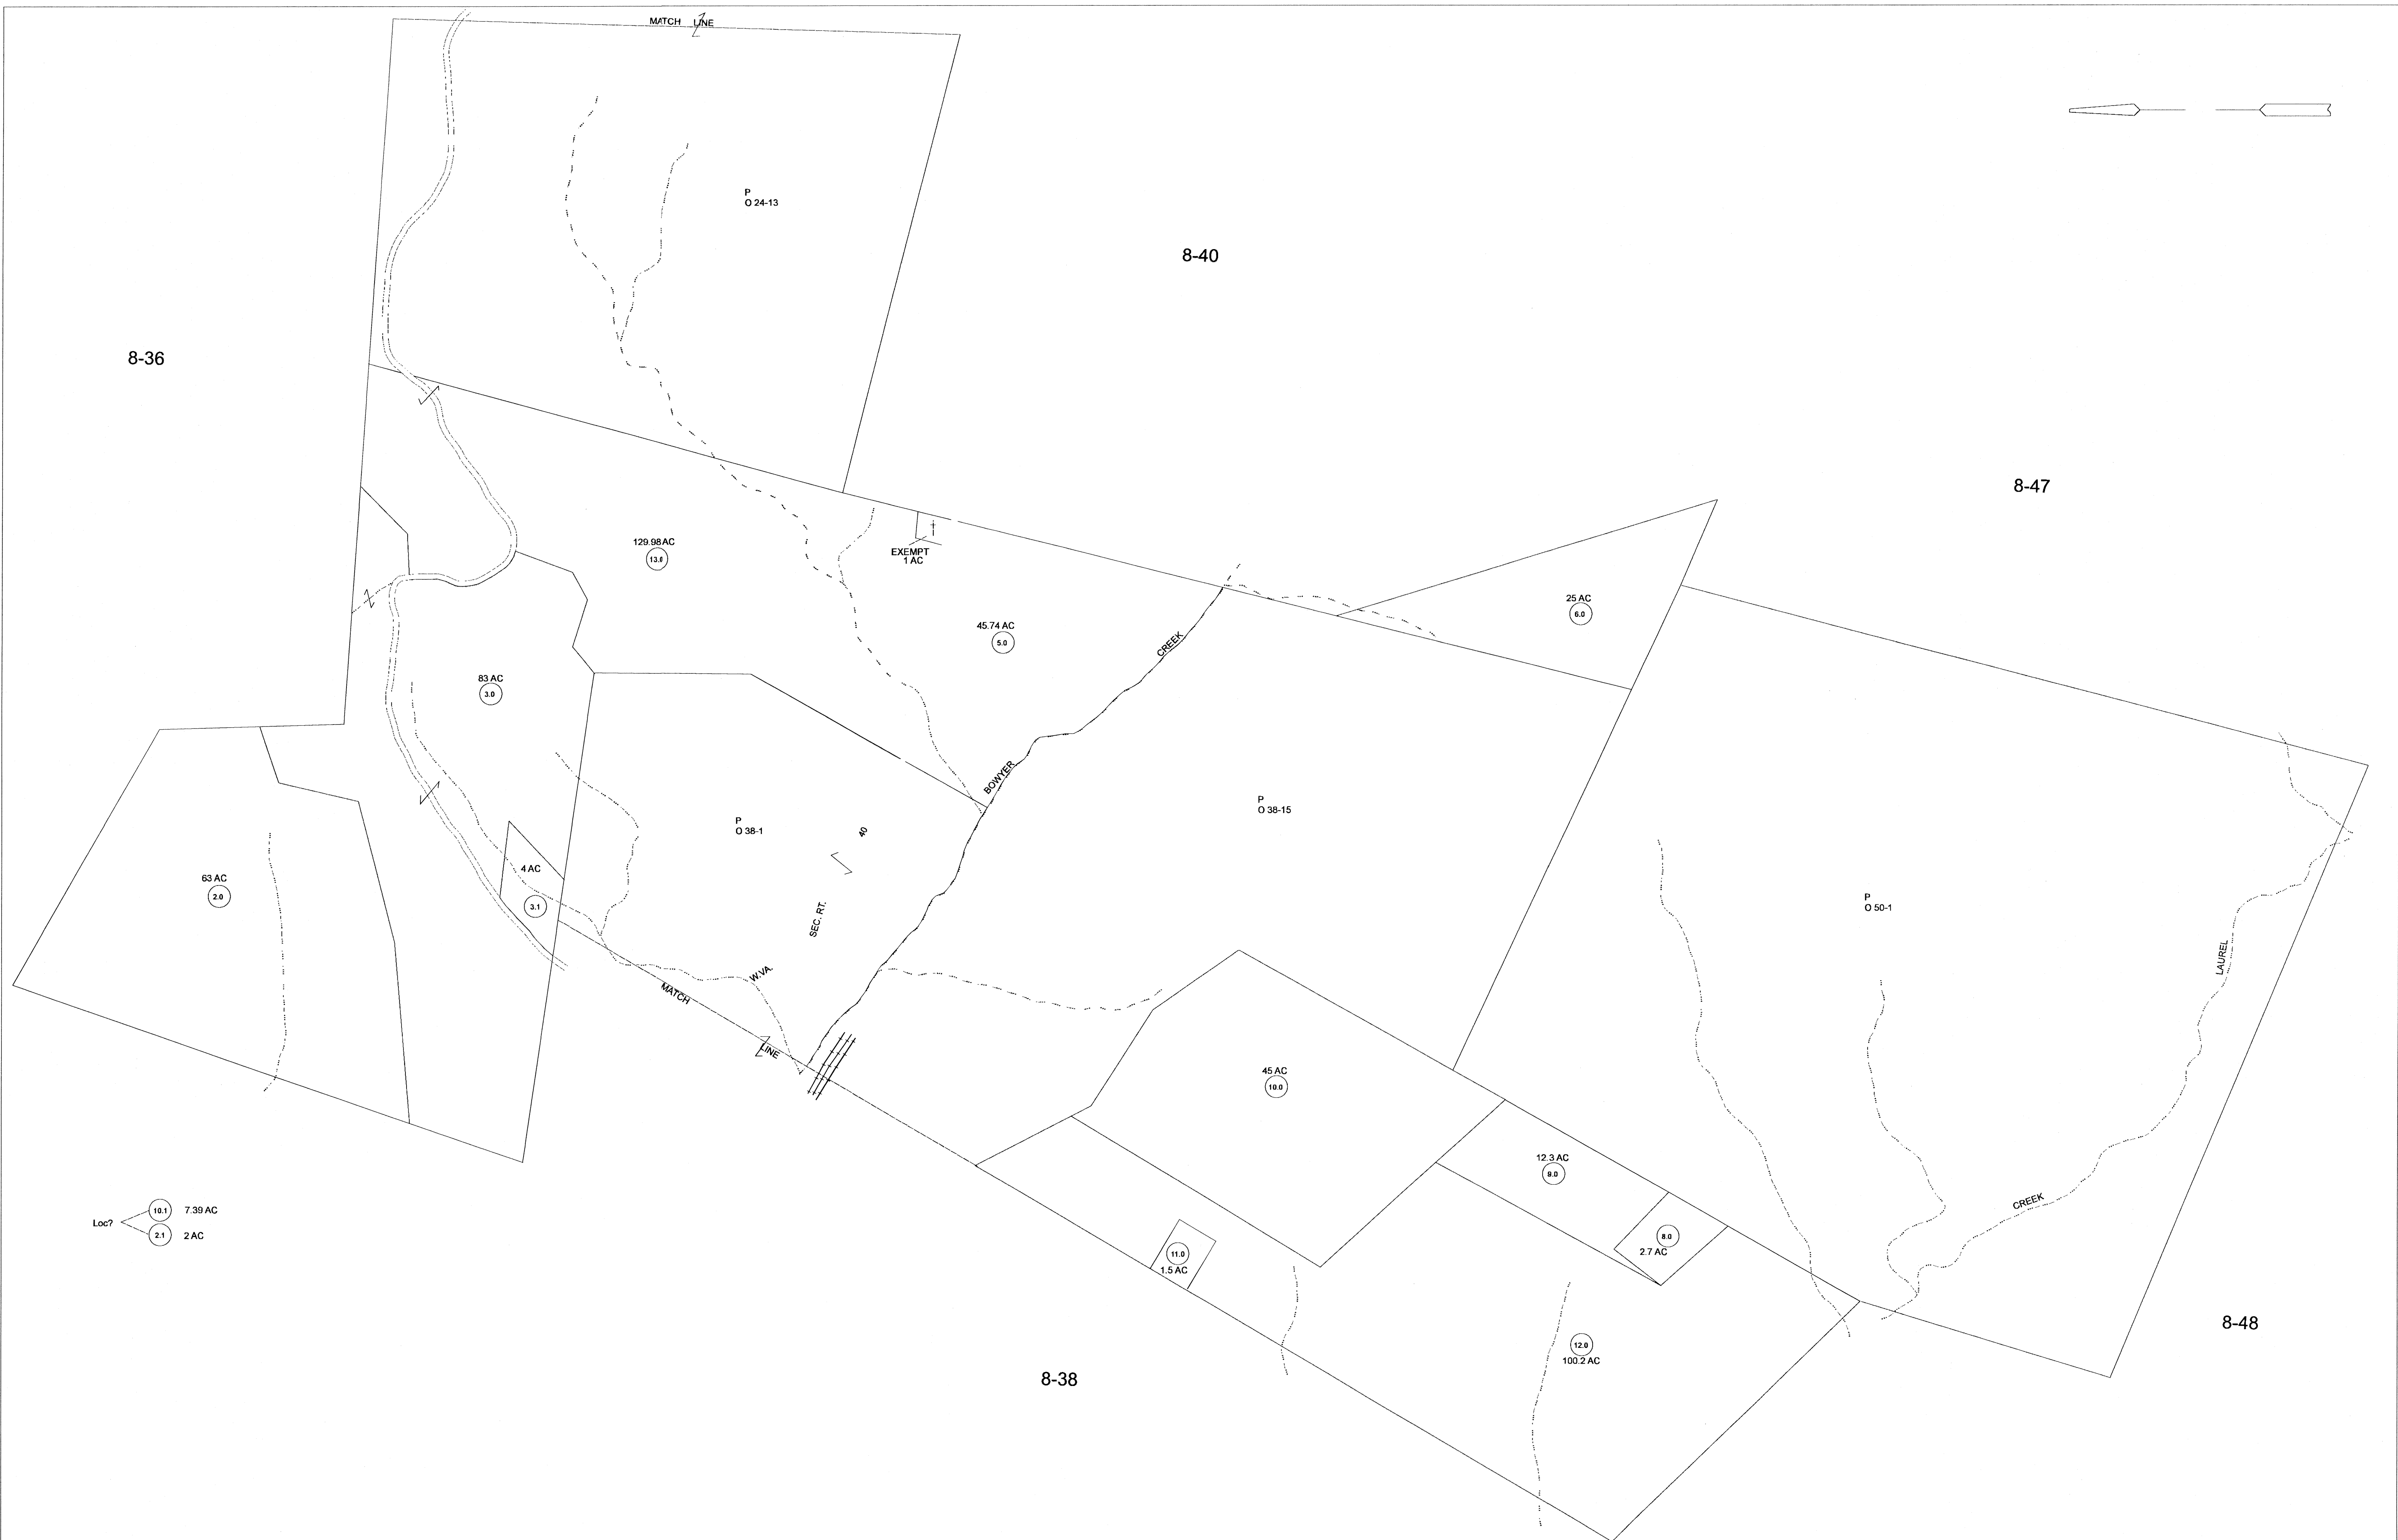 MATCH LINE
P
O 24-13
8-40
8-36
8-47
129.98 AC
13.0
EXEMPT
1 AC
45.74 AC
5.0
CREEK
25 AC
6.0
83 AC
3.0
BOWYER
P
O 38-1
40
SEC. RT.
P
O 38-15
63 AC
2.0
4 AC
3.1
P
O 50-1
LAUREL
W.VA.
MATCH
LINE
45 AC
10.0
12.3 AC
9.0
CREEK
8.0
2.7 AC
Loc?
10.1 7.39 AC
2.1 2 AC
11.0
1.5 AC
8-48
12.0
100.2 AC
8-38